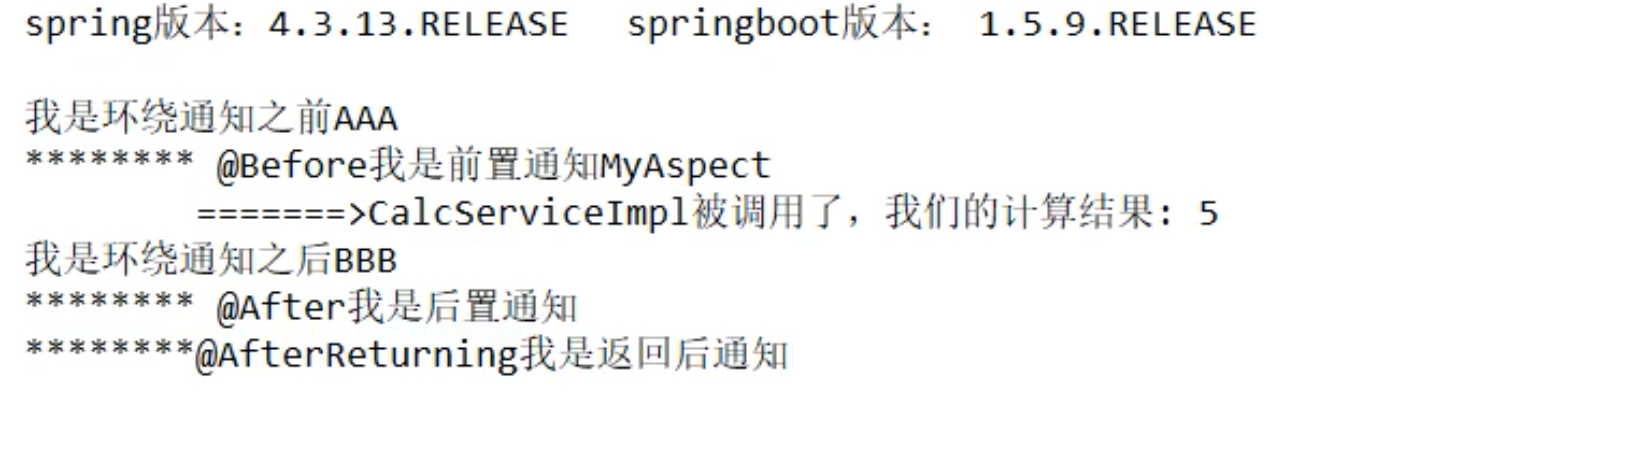 spring版本：4.3.13.RELEASE springboot版本： 1.5.9.RELEASE
我是环绕通知之前AAA
******** @Before我是前置通知MyAspect
=======>CalcServiceImpl被调用了，我们的计算结果: 5
我是环绕通知之后BBB
******** @After我是后置通知
********@AfterReturning我是返回后通知